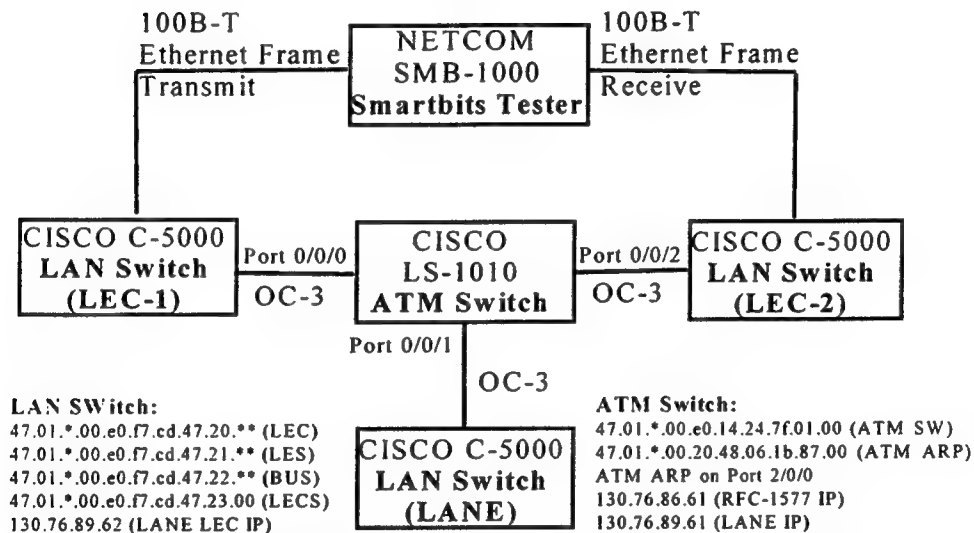 100B-T
Ethernet Frame
Transmit
NETCOM
SMB-1000
Smartbits Tester
100B-T
Ethernet Frame
Receive
CISCO C-5000
LAN Switch
(LEC-1)
Port 0/0/0
OC-3
CISCO
LS-1010
ATM Switch
Port 0/0/2
OC-3
CISCO C-5000
LAN Switch
(LEC-2)
Port 0/0/1
OC-3
LAN SWitch:
47.01.*.00.e0.f7.cd.47.20.** (LEC)
47.01.*.00.e0.f7.cd.47.21.** (LES)
47.01.*.00.e0.f7.cd.47.22.** (BUS)
47.01.*.00.e0.f7.cd.47.23.00 (LECS)
130.76.89.62 (LANE LEC IP)
CISCO C-5000
LAN Switch
(LANE)
ATM Switch:
47.01.*.00.e0.14.24.7f.01.00 (ATM SW)
47.01.*.00.20.48.06.1b.87.00 (ATM ARP)
ATM ARP on Port 2/0/0
130.76.86.61 (RFC-1577 IP)
130.76.89.61 (LANE IP)